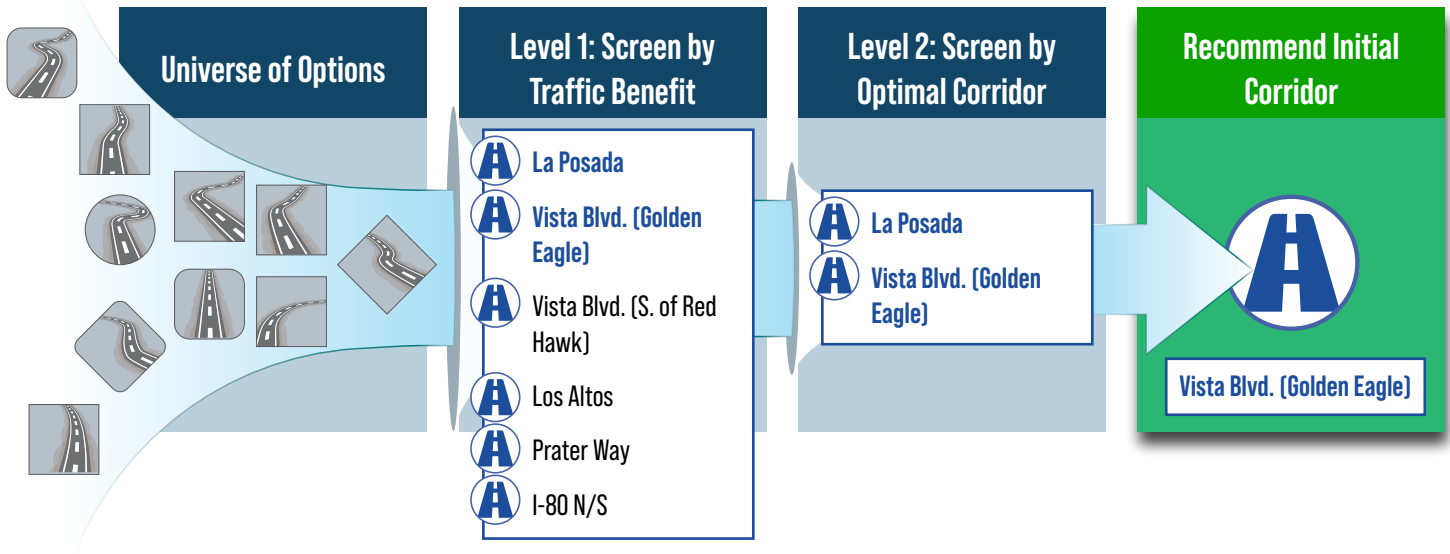 Universe of Options
Level 1: Screen by
Traffic Benefit
La Posada
Vista Blvd. (Golden
Eagle)
Vista Blvd. (S. of Red
Hawk)
Los Altos
Prater Way
I-80 N/S
Level 2: Screen by
Optimal Corridor
La Posada
Vista Blvd. (Golden
Eagle)
Recommend Initial
Corridor
Vista Blvd. (Golden Eagle)